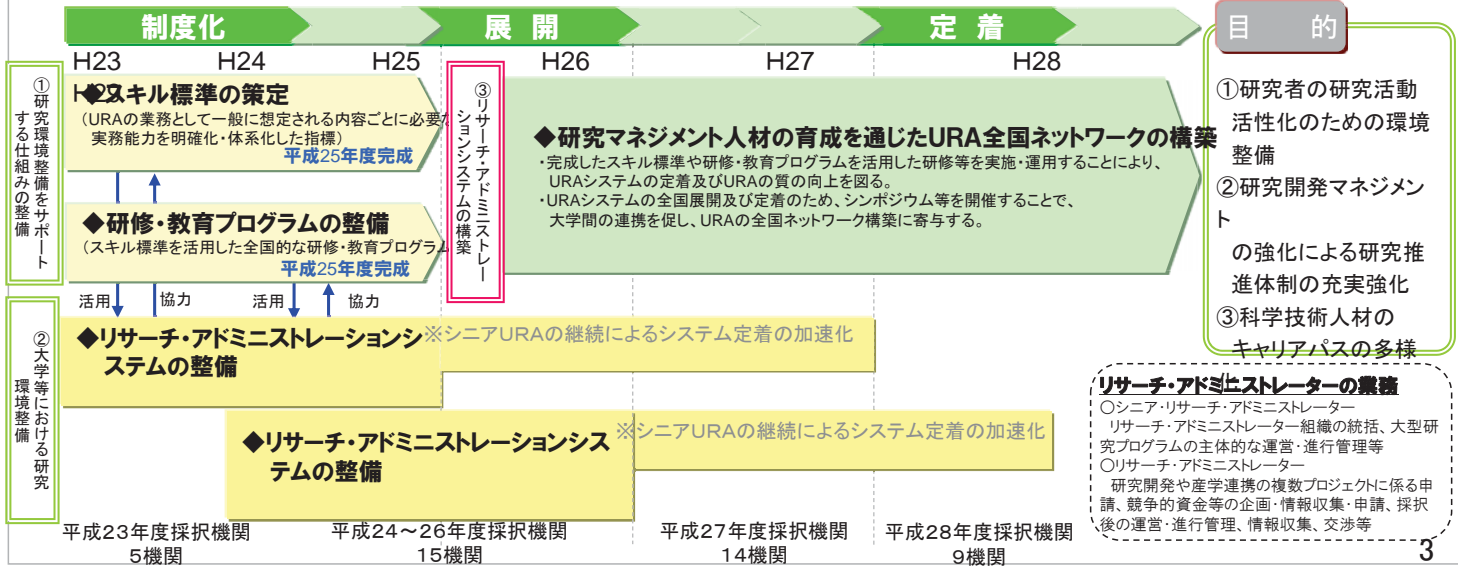 制度化
展 開
定 着
H23
H24
H25
H26
H27
H28
①研究環境整備をサポート
する仕組みの整備
◆スキル標準の策定
（URAの業務として一般に想定される内容ごとに必要な
実務能力を明確化・体系化した指標）
平成25年度完成
◆研修・教育プログラムの整備
（スキル標準を活用した全国的な研修・教育プログラム
平成25年度完成
③リサーチ・アドミニストレー
ションシステムの構築
◆研究マネジメント人材の育成を通じたURA全国ネットワークの構築
・完成したスキル標準や研修・教育プログラムを活用した研修等を実施・運用することにより、
URAシステムの定着及びURAの質の向上を図る。
・URAシステムの全国展開及び定着のため、シンポジウム等を開催することで、
大学間の連携を促し、URAの全国ネットワーク構築に寄与する。
活用
協力
活用
協力
②大学等における研究
環境整備
◆リサーチ・アドミニストレーションシ
ステムの整備
※シニアURAの継続によるシステム定着の加速化
◆リサーチ・アドミニストレーションシス
テムの整備
※シニアURAの継続によるシステム定着の加速化
平成23年度採択機関
5機関
平成24～26年度採択機関
15機関
平成27年度採択機関
14機関
平成28年度採択機関
9機関
目 的
①研究者の研究活動
活性化のための環境
整備
②研究開発マネジメン
ト
の強化による研究推
進体制の充実強化
③科学技術人材の
キャリアパスの多様
リサーチ・アドミニストレーターの業務
○シニア・リサーチ・アドミニストレーター
リサーチ・アドミニストレーター組織の統括、大型研
究プログラムの主体的な運営・進行管理等
○リサーチ・アドミニストレーター
研究開発や産学連携の複数プロジェクトに係る申
請、競争的資金等の企画・情報収集・申請、採択
後の運営・進行管理、情報収集、交渉等
3